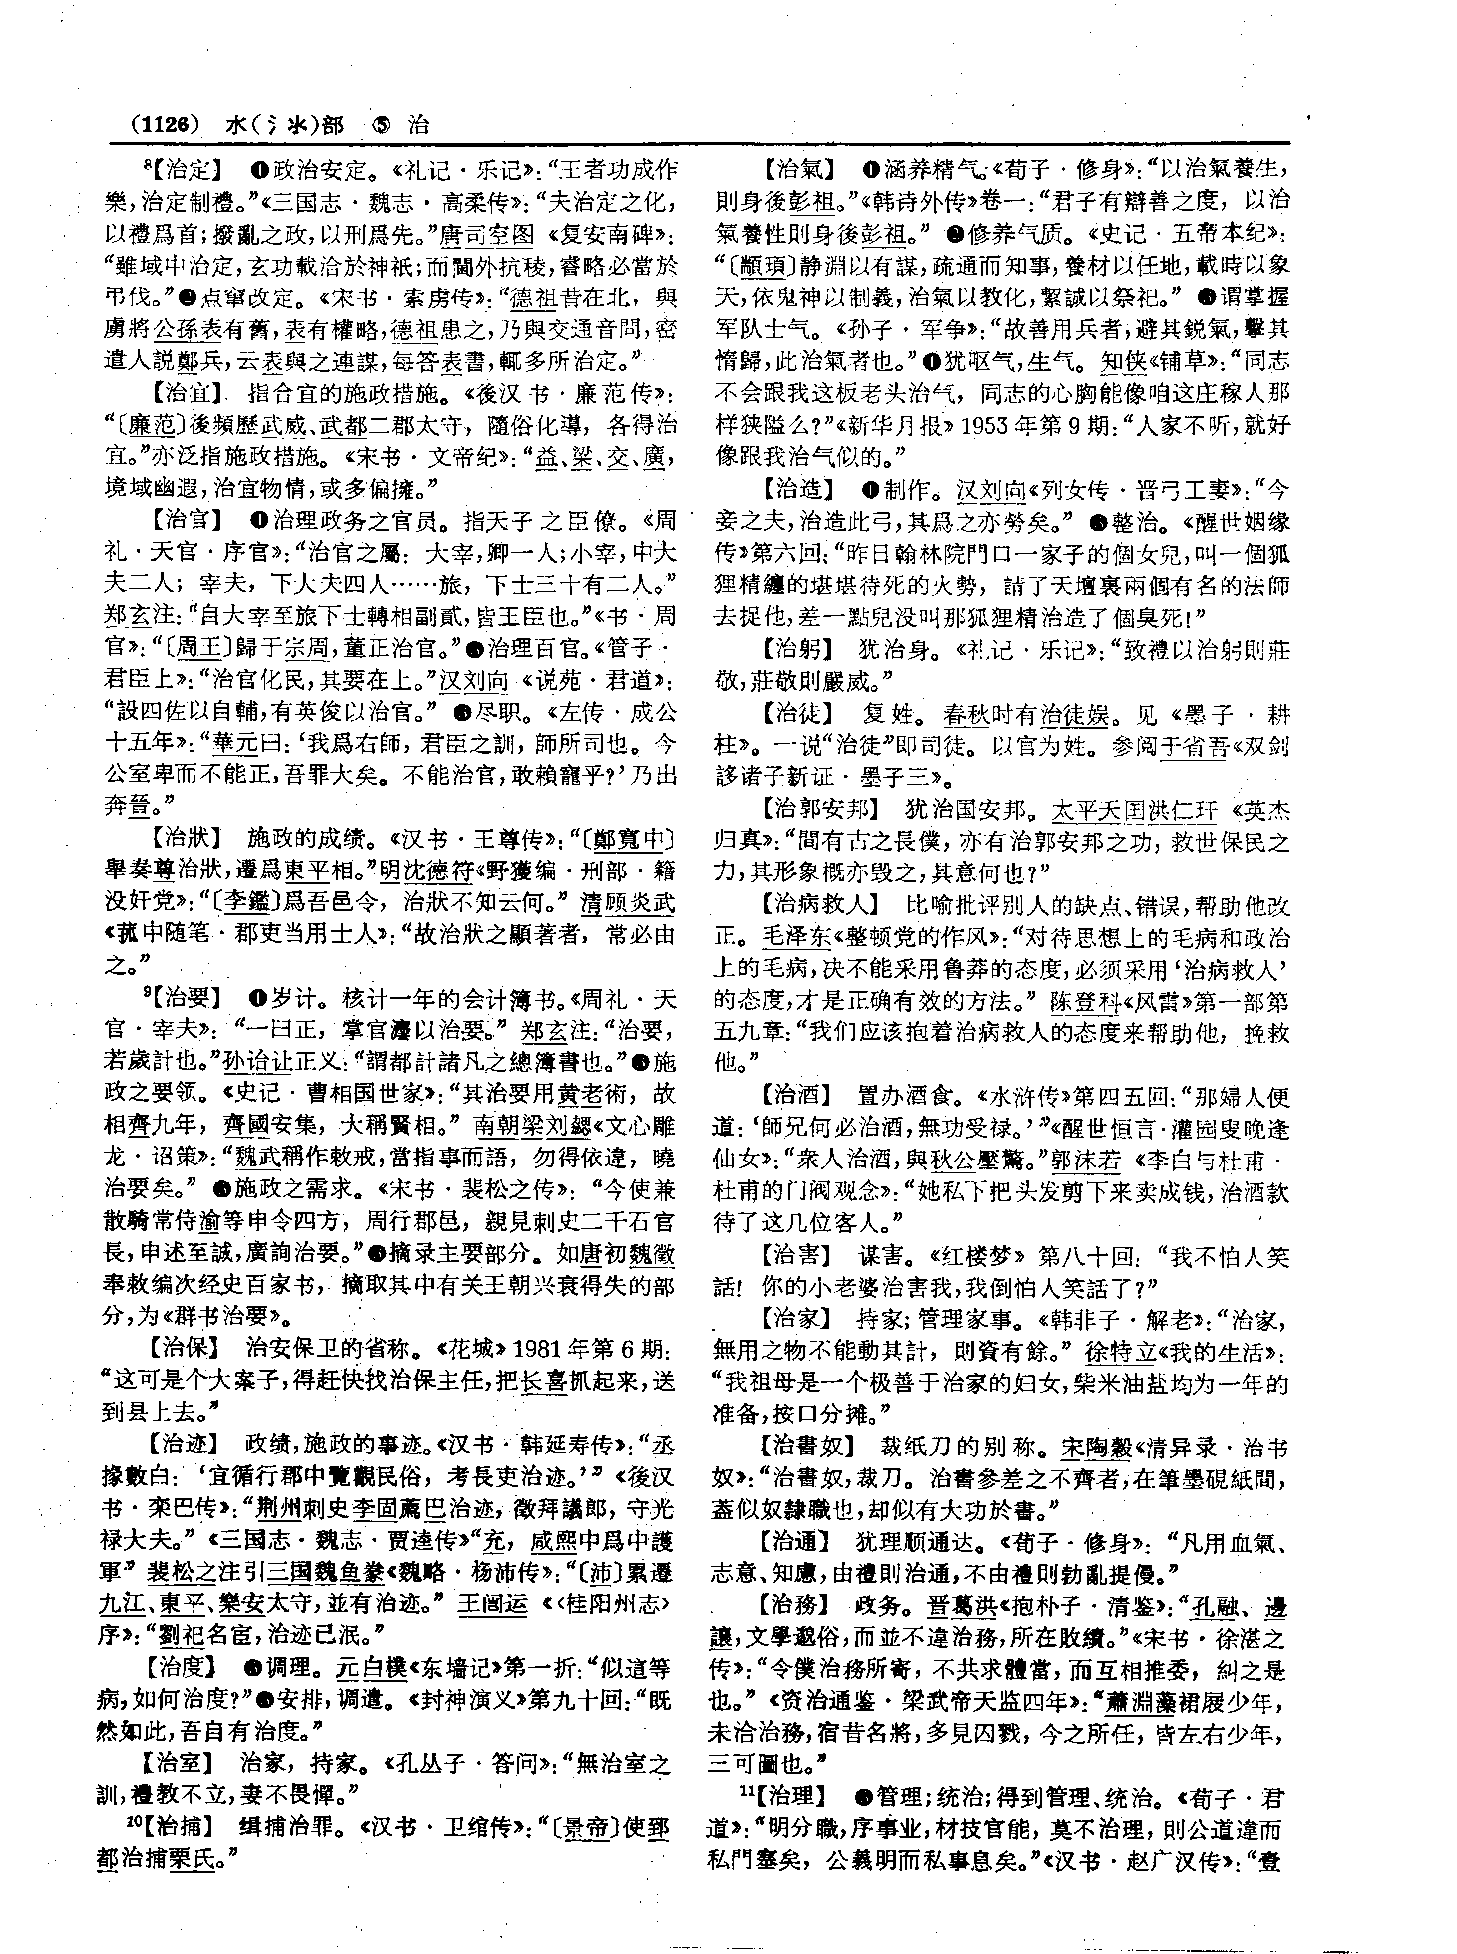 (1126) 水(氵氺)部 ⑤ 治
⁸【治定】 ❶政治安定。《礼记·乐记》：“王者功成作
樂，治定制禮。”《三国志·魏志·高柔传》：“夫治定之化，
以禮爲首；撥亂之政，以刑爲先。”唐司空图《复安南碑》：
“雖域中治定，玄功載洽於神祇；而閫外抗稜，睿略必當於
弔伐。”❷点窜改定。《宋书·索虏传》：“德祖昔在北，與
虜將公孫表有舊，表有權略，德祖患之，乃與交通音問，密
遣人説鄭兵，云表與之連謀，每答表書，輒多所治定。”
【治宜】 指合宜的施政措施。《後汉书·廉范传》：
“〔廉范〕後頻歷武威、武都二郡太守，隨俗化導，各得治
宜。”亦泛指施政措施。《宋书·文帝纪》：“益、梁、交、廣，
境域幽遐，治宜物情，或多偏擁。”
【治官】 ❶治理政务之官员。指天子之臣僚。《周
礼·天官·序官》：“治官之屬：大宰，卿一人；小宰，中大
夫二人；宰夫，下大夫四人……旅，下士三十有二人。”
郑玄注：“自大宰至旅下士轉相副貳，皆王臣也。”《书·周
官》：“〔周王〕歸于宗周，董正治官。”❷治理百官。《管子·
君臣上》：“治官化民，其要在上。”汉刘向《说苑·君道》：
“設四佐以自輔，有英俊以治官。” ❸尽职。《左传·成公
十五年》：“華元曰：‘我爲右師，君臣之訓，師所司也。今
公室卑而不能正，吾罪大矣。不能治官，敢賴寵乎？’乃出
奔晉。”
【治狀】 施政的成绩。《汉书·王尊传》：“〔鄭寬中〕
舉奏尊治狀，遷爲東平相。”明沈德符《野獲编·刑部·籍
没奸党》：“〔李鑑〕爲吾邑令，治狀不知云何。” 清顾炎武
《菰中随笔·郡吏当用士人》：“故治狀之顯著者，常必由
之。”
⁹【治要】 ❶岁计。核计一年的会计簿书。《周礼·天
官·宰夫》：“一曰正，掌官灋以治要。” 郑玄注：“治要，
若歲計也。”孙诒让正义：“謂都計諸凡之總簿書也。”❷施
政之要领。《史记·曹相国世家》：“其治要用黄老術，故
相齊九年，齊國安集，大稱賢相。” 南朝梁刘勰《文心雕
龙·诏策》：“魏武稱作敕戒，當指事而語，勿得依違，曉
治要矣。” ❸施政之需求。《宋书·裴松之传》：“今使兼
散騎常侍渝等申令四方，周行郡邑，親見刺史二千石官
長，申述至誠，廣詢治要。”❹摘录主要部分。如唐初魏徵
奉敕编次经史百家书，摘取其中有关王朝兴衰得失的部
分，为《群书治要》。
【治保】 治安保卫的省称。《花城》1981年第6期：
“这可是个大案子，得赶快找治保主任，把长喜抓起来，送
到县上去。”
【治迹】 政绩，施政的事迹。《汉书·韩延寿传》：“丞
掾數白：‘宜循行郡中覽觀民俗，考長吏治迹。’” 《後汉
书·栾巴传》：“荆州刺史李固薦巴治迹，徵拜議郎，守光
禄大夫。” 《三国志·魏志·贾逵传》“充，咸熙中爲中護
軍” 裴松之注引三国魏鱼豢《魏略·杨沛传》：“〔沛〕累遷
九江、東平、樂安太守，並有治迹。” 王闿运《〈桂阳州志〉
序》：“劉祀名宦，治迹已泯。”
【治度】 ❶调理。元白樸《东墙记》第一折：“似這等
病，如何治度？”❷安排，调遣。《封神演义》第九十回：“既
然如此，吾自有治度。”
【治室】 治家，持家。《孔丛子·答问》：“無治室之
訓，禮教不立，妻不畏憚。”
¹⁰【治捕】 缉捕治罪。《汉书·卫绾传》：“〔景帝〕使郅
都治捕栗氏。”
【治氣】 ❶涵养精气。《荀子·修身》：“以治氣養生，
則身後彭祖。”《韩诗外传》卷一：“君子有辯善之度，以治
氣養性則身後彭祖。” ❷修养气质。《史记·五帝本纪》：
“〔顓頊〕静淵以有謀，疏通而知事，養材以任地，載時以象
天，依鬼神以制義，治氣以教化，絜誠以祭祀。” ❸谓掌握
军队士气。《孙子·军争》：“故善用兵者，避其鋭氣，擊其
惰歸，此治氣者也。”❹犹呕气，生气。知侠《铺草》：“同志
不会跟我这板老头治气，同志的心胸能像咱这庄稼人那
样狭隘么？”《新华月报》1953年第9期：“人家不听，就好
像跟我治气似的。”
【治造】 ❶制作。汉刘向《列女传·晋弓工妻》：“今
妾之夫，治造此弓，其爲之亦勞矣。” ❷整治。《醒世姻缘
传》第六回：“昨日翰林院門口一家子的個女兒，叫一個狐
狸精纏的堪堪待死的火勢，請了天壇裏兩個有名的法師
去捉他，差一點兒没叫那狐狸精治造了個臭死！”
【治躬】 犹治身。《礼记·乐记》：“致禮以治躬則莊
敬，莊敬則嚴威。”
【治徒】 复姓。春秋时有治徒娱。见《墨子·耕
柱》。一说“治徒”即司徒。以官为姓。参阅于省吾《双剑
誃诸子新证·墨子三》。
【治郭安邦】 犹治国安邦。太平天囯洪仁玕《英杰
归真》：“間有古之長僕，亦有治郭安邦之功，救世保民之
力，其形象概亦毁之，其意何也？”
【治病救人】 比喻批评别人的缺点、错误，帮助他改
正。毛泽东《整顿党的作风》：“对待思想上的毛病和政治
上的毛病，决不能采用鲁莽的态度，必须采用‘治病救人’
的态度，才是正确有效的方法。” 陈登科《风雷》第一部第
五九章：“我们应该抱着治病救人的态度来帮助他，挽救
他。”
【治酒】 置办酒食。《水浒传》第四五回：“那婦人便
道：‘師兄何必治酒，無功受禄。’”《醒世恒言·灌园叟晚逢
仙女》：“衆人治酒，與秋公壓驚。”郭沫若《李白与杜甫·
杜甫的门阀观念》：“她私下把头发剪下来卖成钱，治酒款
待了这几位客人。”
【治害】 谋害。《红楼梦》第八十回：“我不怕人笑
話！你的小老婆治害我，我倒怕人笑話了？”
【治家】 持家；管理家事。《韩非子·解老》：“治家，
無用之物不能動其計，則資有餘。” 徐特立《我的生活》：
“我祖母是一个极善于治家的妇女，柴米油盐均为一年的
准备，按口分摊。”
【治書奴】 裁纸刀的别称。宋陶穀《清异录·治书
奴》：“治書奴，裁刀。治書參差之不齊者，在筆墨硯紙間，
蓋似奴隸職也，却似有大功於書。”
【治通】 犹理顺通达。《荀子·修身》：“凡用血氣、
志意、知慮，由禮則治通，不由禮則勃亂提僈。”
【治務】 政务。晋葛洪《抱朴子·清鉴》：“孔融、邊
讓，文學邈俗，而並不達治務，所在敗績。”《宋书·徐湛之
传》：“令僕治務所寄，不共求體當，而互相推委，糾之是
也。” 《资治通鉴·梁武帝天监四年》：“蕭淵藻裙屐少年，
未洽治務，宿昔名將，多見囚戮，今之所任，皆左右少年，
三可圖也。”
¹¹【治理】 ❶管理；统治；得到管理、统治。《荀子·君
道》：“明分職，序事業，材技官能，莫不治理，則公道達而
私門塞矣，公義明而私事息矣。”《汉书·赵广汉传》：“壹